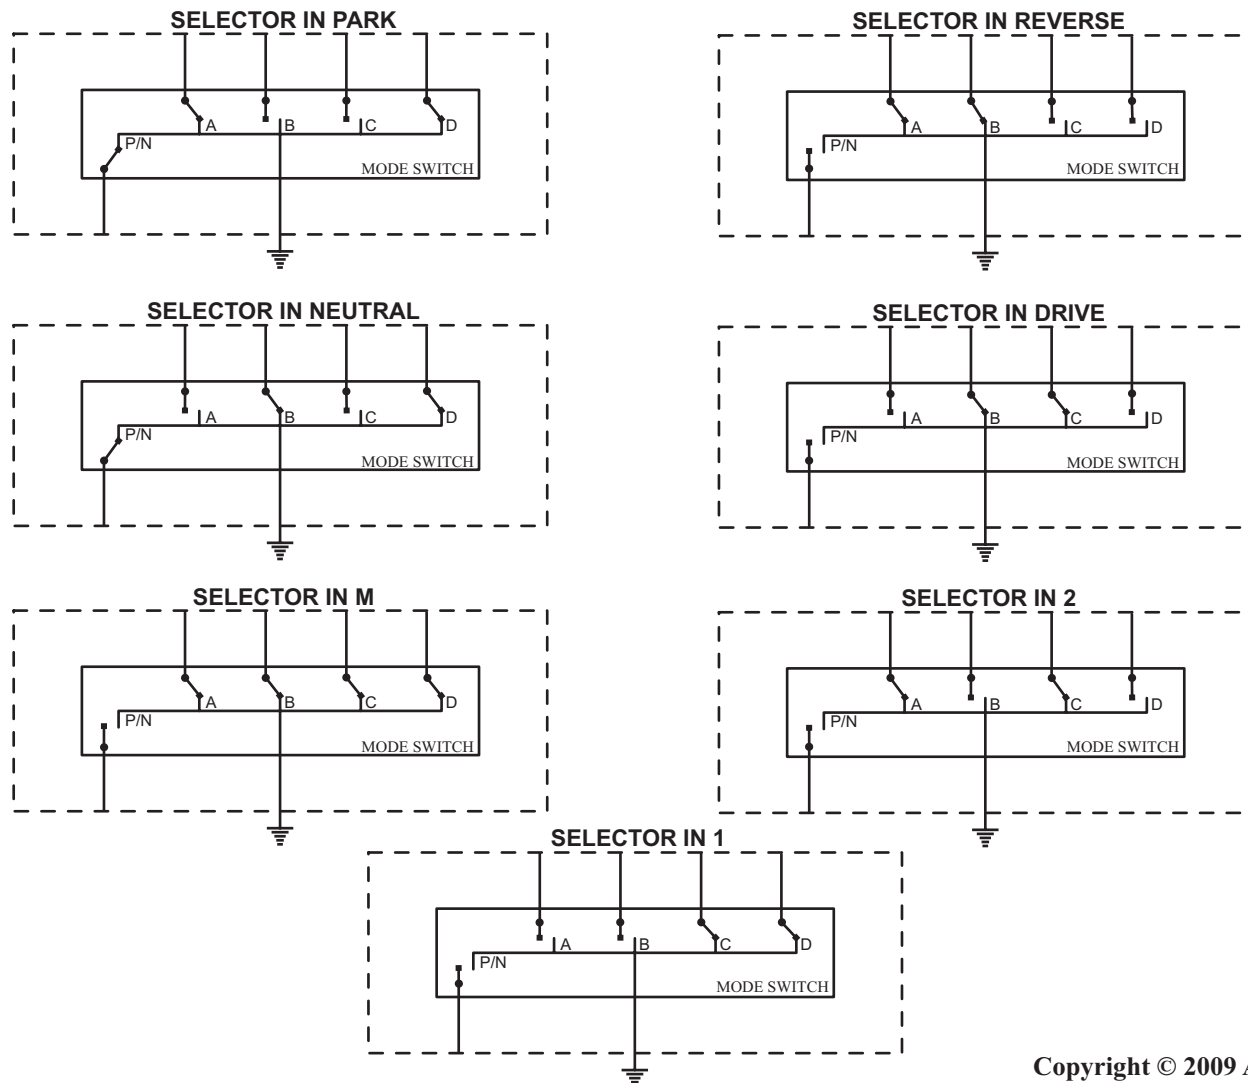 SELECTOR IN PARK
A B C D
P/N
MODE SWITCH
SELECTOR IN REVERSE
A B C D
P/N
MODE SWITCH
SELECTOR IN NEUTRAL
A B C D
P/N
MODE SWITCH
SELECTOR IN DRIVE
A B C D
P/N
MODE SWITCH
SELECTOR IN M
A B C D
P/N
MODE SWITCH
SELECTOR IN 2
A B C D
P/N
MODE SWITCH
SELECTOR IN 1
A B C D
P/N
MODE SWITCH
Copyright © 2009